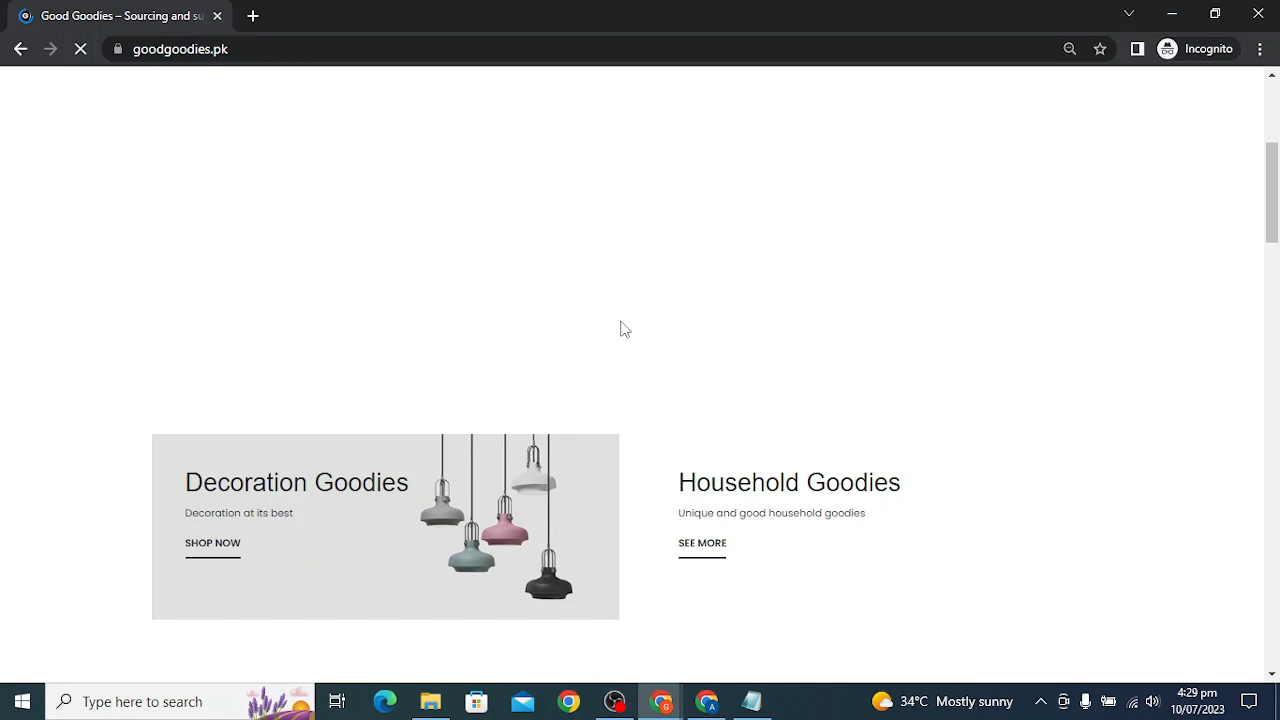 Good Goodies – Sourcing and su
goodgoodies.pk
Incognito
Decoration Goodies
Decoration at its best
SHOP NOW
Household Goodies
Unique and good household goodies
SEE MORE
Type here to search
34°C Mostly sunny
4:29 pm
10/07/2023